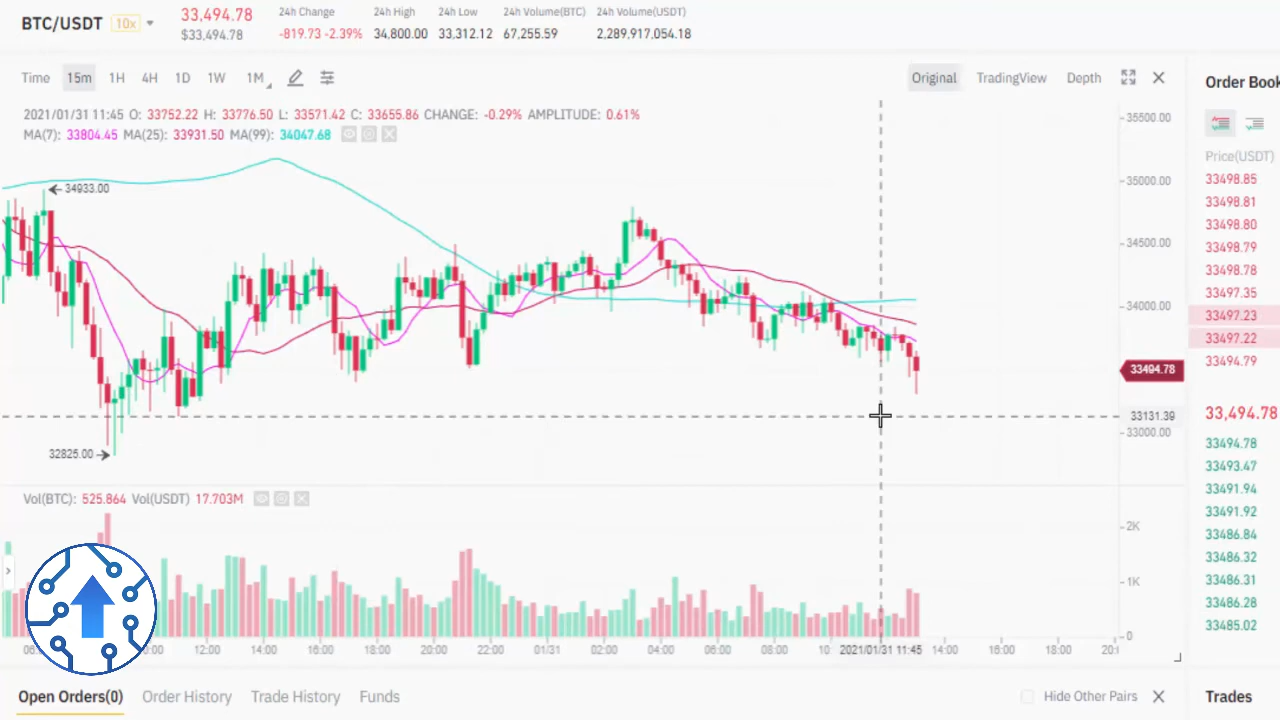 BTC/USDT 10x
33,494.78
$33,494.78
24h Change
-819.73 -2.39%
24h High
34,800.00
24h Low
33,312.12
24h Volume(BTC)
67,255.59
24h Volume(USDT)
2,289,917,054.18
Time 15m 1H 4H 1D 1W 1M
Original TradingView Depth
2021/01/31 11:45 O: 33752.22 H: 33776.50 L: 33571.42 C: 33655.86 CHANGE: -0.29% AMPLITUDE: 0.61%
MA(7): 33804.45 MA(25): 33931.50 MA(99): 34047.68
34933.00
32825.00
35500.00
35000.00
34500.00
34000.00
33494.78
33131.39
33000.00
Vol(BTC): 525.864 Vol(USDT) 17.703M
2K
1K
0
12:00 14:00 16:00 18:00 20:00 22:00 01/31 02:00 04:00 06:00 08:00 10 2021/01/31 11:45 14:00 16:00 18:00 20:0
Order Book
Price(USDT)
33498.85
33498.81
33498.80
33498.79
33498.78
33497.35
33497.23
33497.22
33494.79
33,494.78
33494.78
33493.47
33491.94
33491.92
33486.84
33486.32
33486.31
33486.28
33485.02
Open Orders(0) Order History Trade History Funds
Hide Other Pairs
Trades